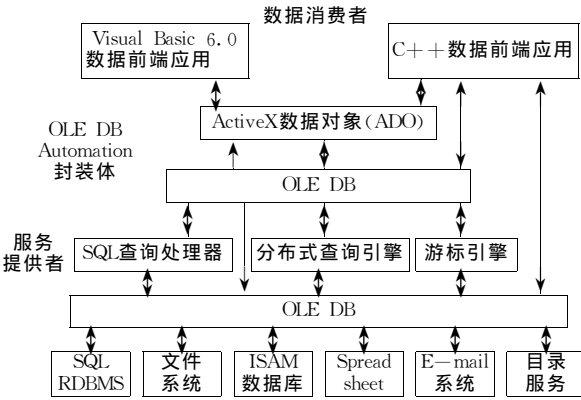 数据消费者
Visual Basic 6.0
数据前端应用
C++数据前端应用
ActiveX数据对象(ADO)
OLE DB
Automation
封装体
OLE DB
服务
提供者
SQL查询处理器
分布式查询引擎
游标引擎
OLE DB
SQL
RDBMS
文件
系统
ISAM
数据库
Spread
sheet
E-mail
系统
目录
服务